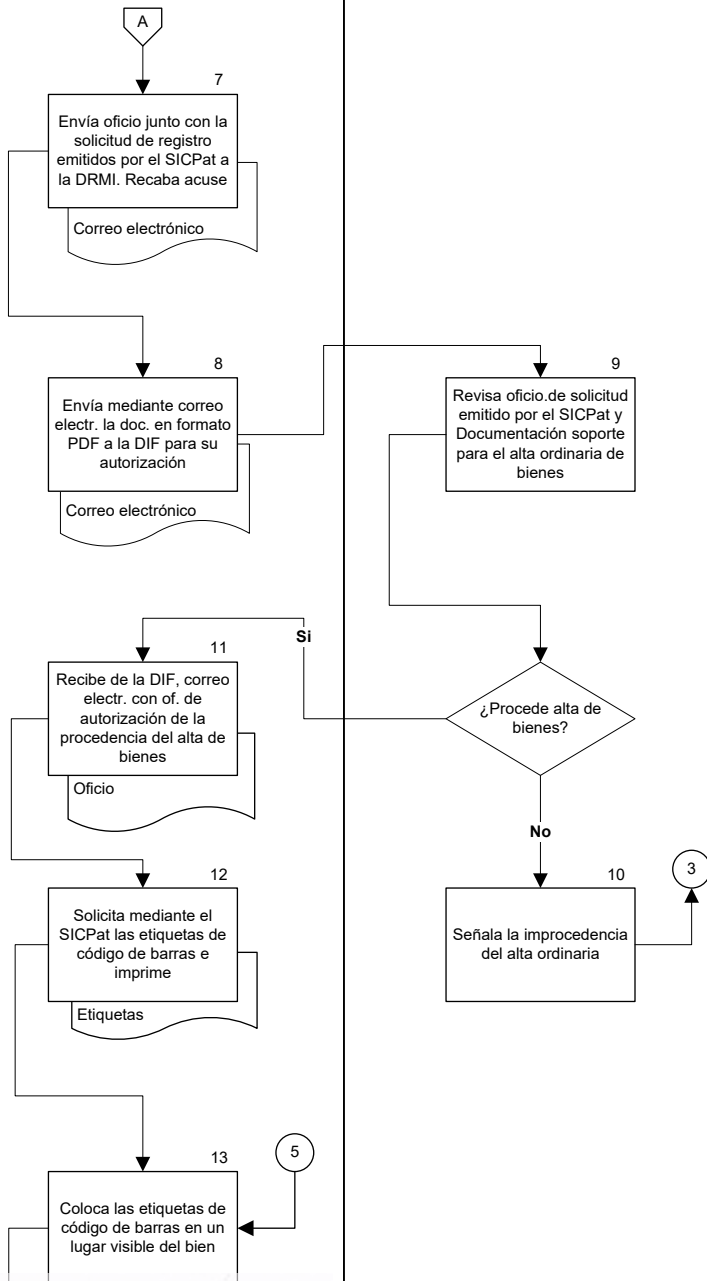 A
7
Envía oficio junto con la
solicitud de registro
emitidos por el SICPat a
la DRMI. Recaba acuse
Correo electrónico
8
Envía mediante correo
electr. la doc. en formato
PDF a la DIF para su
autorización
Correo electrónico
9
Revisa oficio.de solicitud
emitido por el SICPat y
Documentación soporte
para el alta ordinaria de
bienes
¿Procede alta de
bienes?
Si
No
10
Señala la improcedencia
del alta ordinaria
3
11
Recibe de la DIF, correo
electr. con of. de
autorización de la
procedencia del alta de
bienes
Oficio
12
Solicita mediante el
SICPat las etiquetas de
código de barras e
imprime
Etiquetas
13
5
Coloca las etiquetas de
código de barras en un
lugar visible del bien